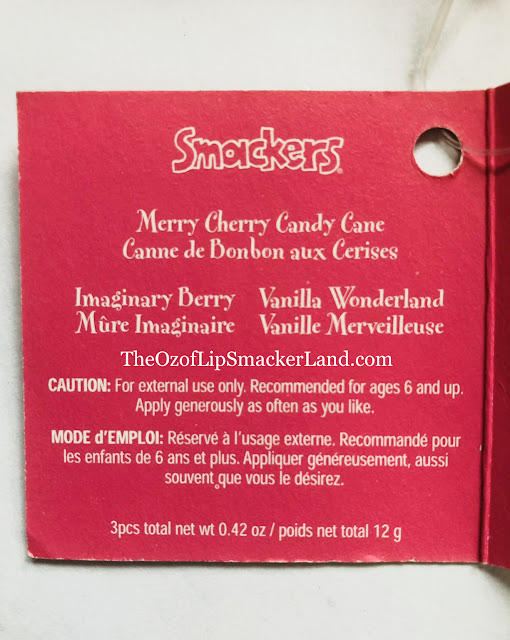 Smackers
Merry Cherry Candy Cane
Canne de Bonbon aux Cerises
Imaginary Berry Vanilla Wonderland
Mûre Imaginaire Vanille Merveilleuse
TheOzofLipSmackerLand.com
CAUTION: For external use only. Recommended for ages 6 and up.
Apply generously as often as you like.
MODE d'EMPLOI: Réservé à l'usage externe. Recommandé pour
les enfants de 6 ans et plus. Appliquer généreusement, aussi
souvent que vous le désirez.
3pcs total net wt 0.42 oz / poids net total 12 g